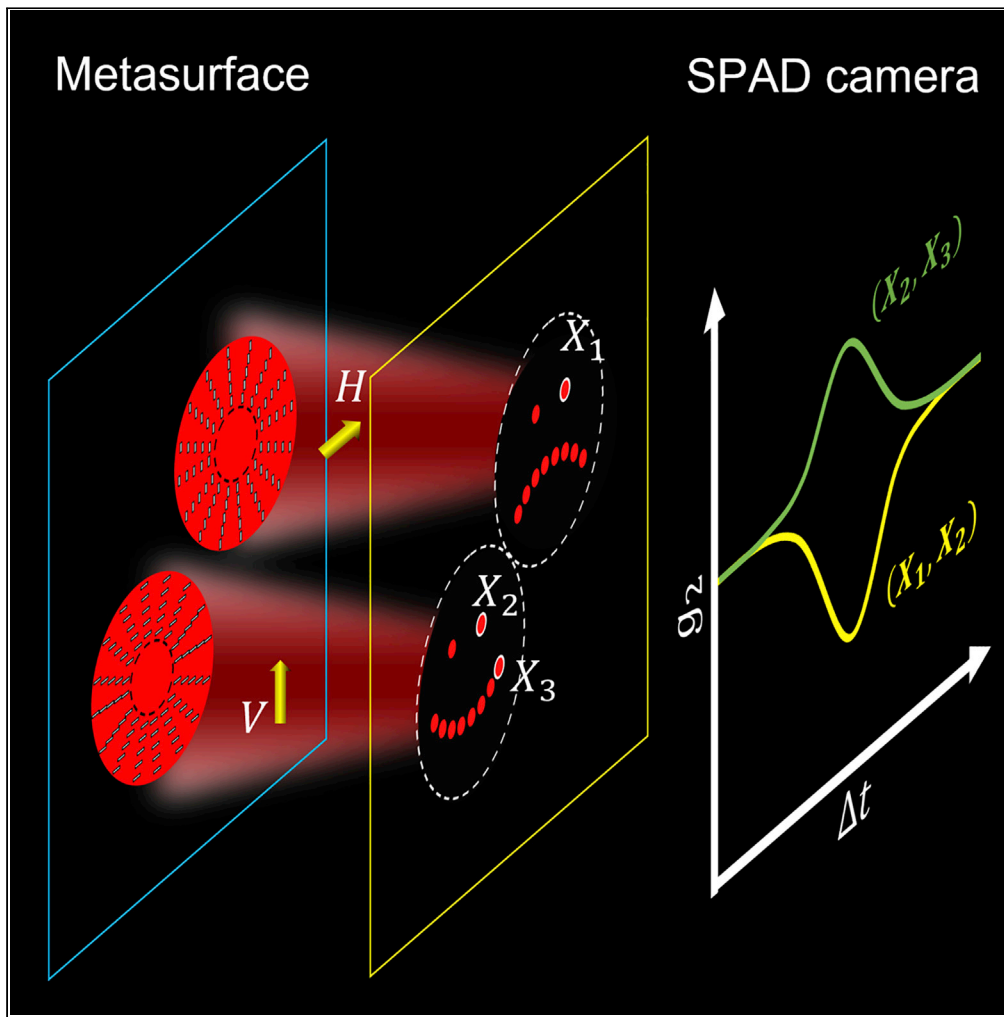 Metasurface
SPAD camera
H
X₁
(X₂, X₃)
X₂
X₃
V
g₂
(X₁, X₂)
Δt